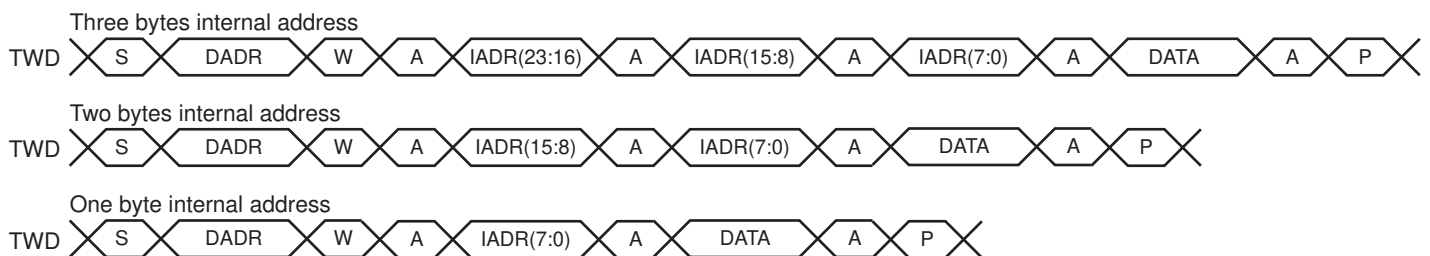 Three bytes internal address
TWD S DADR W A IADR(23:16) A IADR(15:8) A IADR(7:0) A DATA A P
Two bytes internal address
TWD S DADR W A IADR(15:8) A IADR(7:0) A DATA A P
One byte internal address
TWD S DADR W A IADR(7:0) A DATA A P